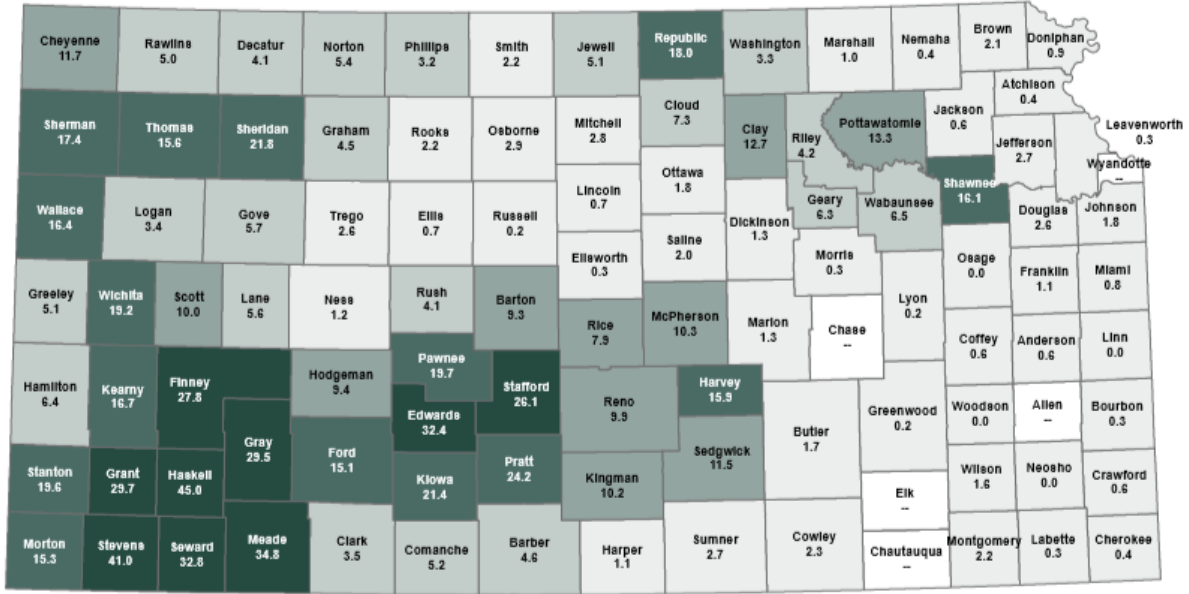 Cheyenne
11.7
Rawlins
5.0
Decatur
4.1
Norton
5.4
Phillips
3.2
Smith
2.2
Jewell
5.1
Republic
18.0
Washington
3.3
Marshall
1.0
Nemaha
0.4
Brown
2.1
Doniphan
0.9
Sherman
17.4
Thomas
15.6
Sheridan
21.8
Graham
4.5
Rooks
2.2
Osborne
2.9
Mitchell
2.8
Cloud
7.3
Clay
12.7
Riley
4.2
Pottawatomie
13.3
Jackson
0.6
Atchison
0.4
Jefferson
2.7
Leavenworth
0.3
Wyandotte
--
Wallace
16.4
Logan
3.4
Gove
5.7
Trego
2.6
Ellis
0.7
Russell
0.2
Lincoln
0.7
Ottawa
1.8
Ellsworth
0.3
Saline
2.0
Dickinson
1.3
Geary
6.3
Wabaunsee
6.5
Shawnee
16.1
Douglas
2.6
Johnson
1.8
Morris
0.3
Osage
0.0
Franklin
1.1
Miami
0.8
Greeley
5.1
Wichita
19.2
Scott
10.0
Lane
5.6
Ness
1.2
Rush
4.1
Barton
9.3
Rice
7.9
McPherson
10.3
Marion
1.3
Chase
--
Lyon
0.2
Coffey
0.6
Anderson
0.6
Linn
0.0
Hamilton
6.4
Kearny
16.7
Finney
27.8
Hodgeman
9.4
Pawnee
19.7
Edwards
32.4
Stafford
26.1
Reno
9.9
Harvey
15.9
Sedgwick
11.5
Butler
1.7
Greenwood
0.2
Woodson
0.0
Allen
--
Bourbon
0.3
Stanton
19.6
Grant
29.7
Haskell
45.0
Gray
29.5
Ford
15.1
Kiowa
21.4
Pratt
24.2
Kingman
10.2
Elk
--
Wilson
1.6
Neosho
0.0
Crawford
0.6
Morton
15.3
Stevens
41.0
Seward
32.8
Meade
34.8
Clark
3.5
Comanche
5.2
Barber
4.6
Harper
1.1
Sumner
2.7
Cowley
2.3
Chautauqua
--
Montgomery
2.2
Labette
0.3
Cherokee
0.4